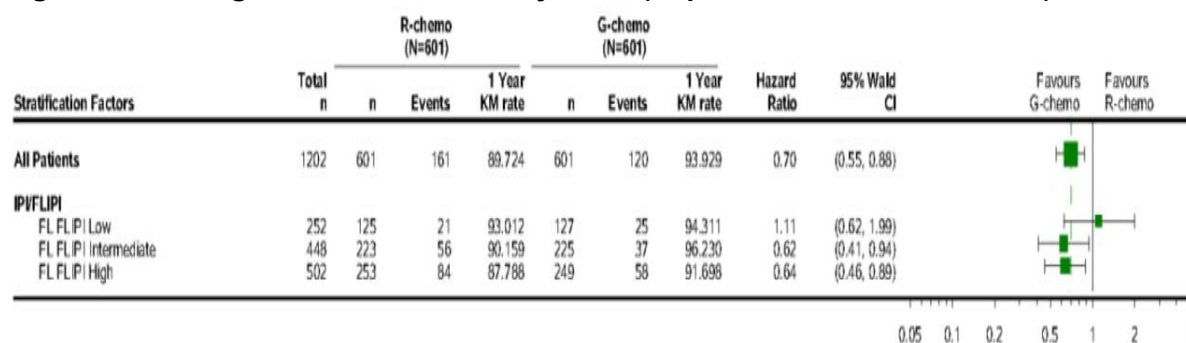 R-chemo G-chemo
(N=601) (N=601)
Total 1 Year 1 Year Hazard 95% Wald Favours Favours
Stratification Factors n n Events KM rate n Events KM rate Ratio CI G-chemo R-chemo
All Patients 1202 601 161 89.724 601 120 93.929 0.70 (0.55, 0.88)
IPI/FLIPI
FL FLIPI Low 252 125 21 93.012 127 25 94.311 1.11 (0.62, 1.99)
FL FLIPI Intermediate 448 223 56 90.159 225 37 96.230 0.62 (0.41, 0.94)
FL FLIPI High 502 253 84 87.788 249 58 91.698 0.64 (0.46, 0.89)
0.05 0.1 0.2 0.5 1 2